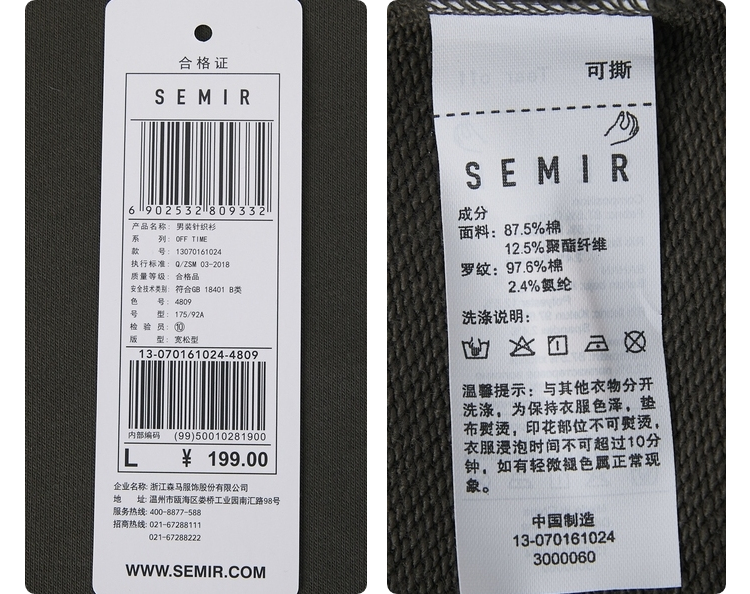 合格证
SEMIR
6 902532 809332
产品名称: 男装针织衫
系 列: OFF TIME
款 号: 13070161024
执行标准: Q/ZSM 03-2018
质量等级: 合格品
安全技术类别: 符合GB 18401 B类
色 号: 4809
号 型: 175/92A
检 验 员: ⑩
版 型: 宽松型
13-070161024-4809
内部编码 (99)50010281900
L ¥ 199.00
企业名称: 浙江森马服饰股份有限公司
地 址: 温州市瓯海区娄桥工业园南汇路98号
服务热线: 400-8877-588
招商热线: 021-67288111
021-67288222
WWW.SEMIR.COM
可撕
SEMIR
成分
面料: 87.5%棉
12.5%聚酯纤维
罗纹: 97.6%棉
2.4%氨纶
洗涤说明:
温馨提示: 与其他衣物分开
洗涤, 为保持衣服色泽, 垫
布熨烫, 印花部位不可熨烫,
衣服浸泡时间不可超过10分
钟, 如有轻微褪色属正常现
象。
中国制造
13-070161024
3000060